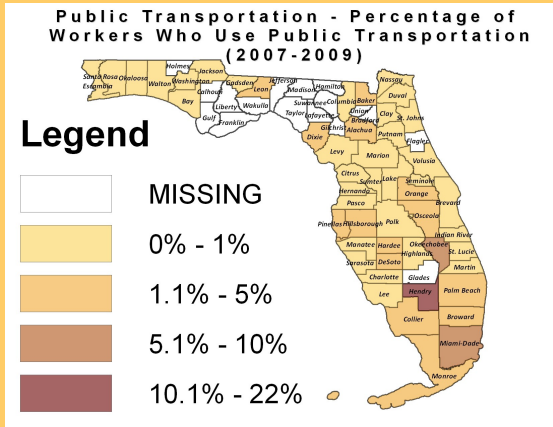 Public Transportation - Percentage of
Workers Who Use Public Transportation
(2007-2009)
Legend
MISSING
0% - 1%
1.1% - 5%
5.1% - 10%
10.1% - 22%
Santa Rosa
Escambia
Okaloosa
Walton
Holmes
Washington
Jackson
Bay
Calhoun
Gulf
Liberty
Franklin
Gadsden
Leon
Wakulla
Jefferson
Madison
Taylor
Hamilton
Suwannee
Lafayette
Columbia
Baker
Union
Bradford
Gilchrist
Dixie
Alachua
Nassau
Duval
Clay
St. Johns
Putnam
Flagler
Levy
Marion
Volusia
Citrus
Sumter
Lake
Seminole
Hernando
Orange
Pasco
Brevard
Pinellas
Hillsborough
Polk
Osceola
Indian River
Manatee
Hardee
Okeechobee
Highlands
St. Lucie
Sarasota
DeSoto
Martin
Charlotte
Glades
Lee
Hendry
Palm Beach
Collier
Broward
Miami-Dade
Monroe